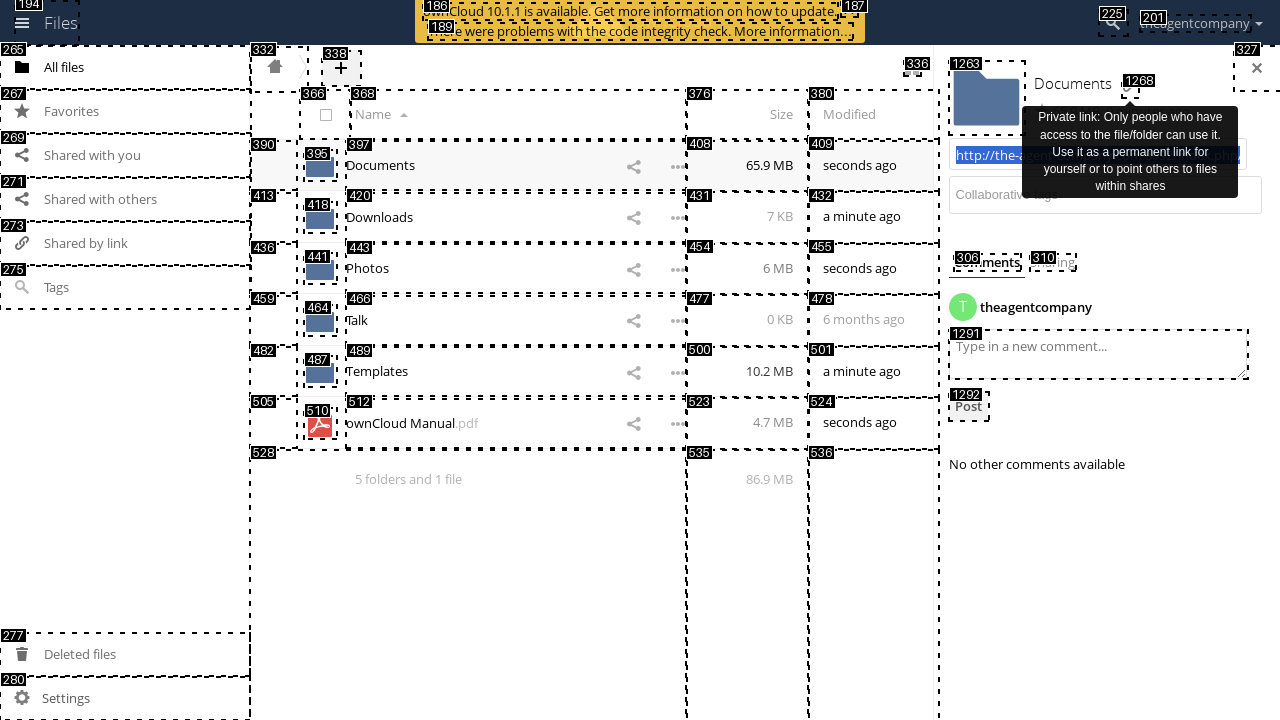 194
Files
186
ownCloud 10.1.1 is available. Get more information on how to update.
187
189
were problems with the code integrity check. More information…
225
201
theagentcompany
265
All files
267
Favorites
269
Shared with you
271
Shared with others
273
Shared by link
275
Tags
277
Deleted files
280
Settings
332
338
+
336
366
368
Name
376
Size
380
Modified
390
395
397
Documents
408
65.9 MB
409
seconds ago
413
418
420
Downloads
431
7 KB
432
a minute ago
436
441
443
Photos
454
6 MB
455
seconds ago
459
464
466
Talk
477
0 KB
478
6 months ago
482
487
489
Templates
500
10.2 MB
501
a minute ago
505
510
512
ownCloud Manual.pdf
523
4.7 MB
524
seconds ago
528
535
536
5 folders and 1 file
86.9 MB
327
1263
Documents
1268
Private link: Only people who have
access to the file/folder can use it.
Use it as a permanent link for
yourself or to point others to files
within shares
http://the-
Collaborative tags
306
Comments
310
Sharing
T
theagentcompany
1291
Type in a new comment...
1292
Post
No other comments available